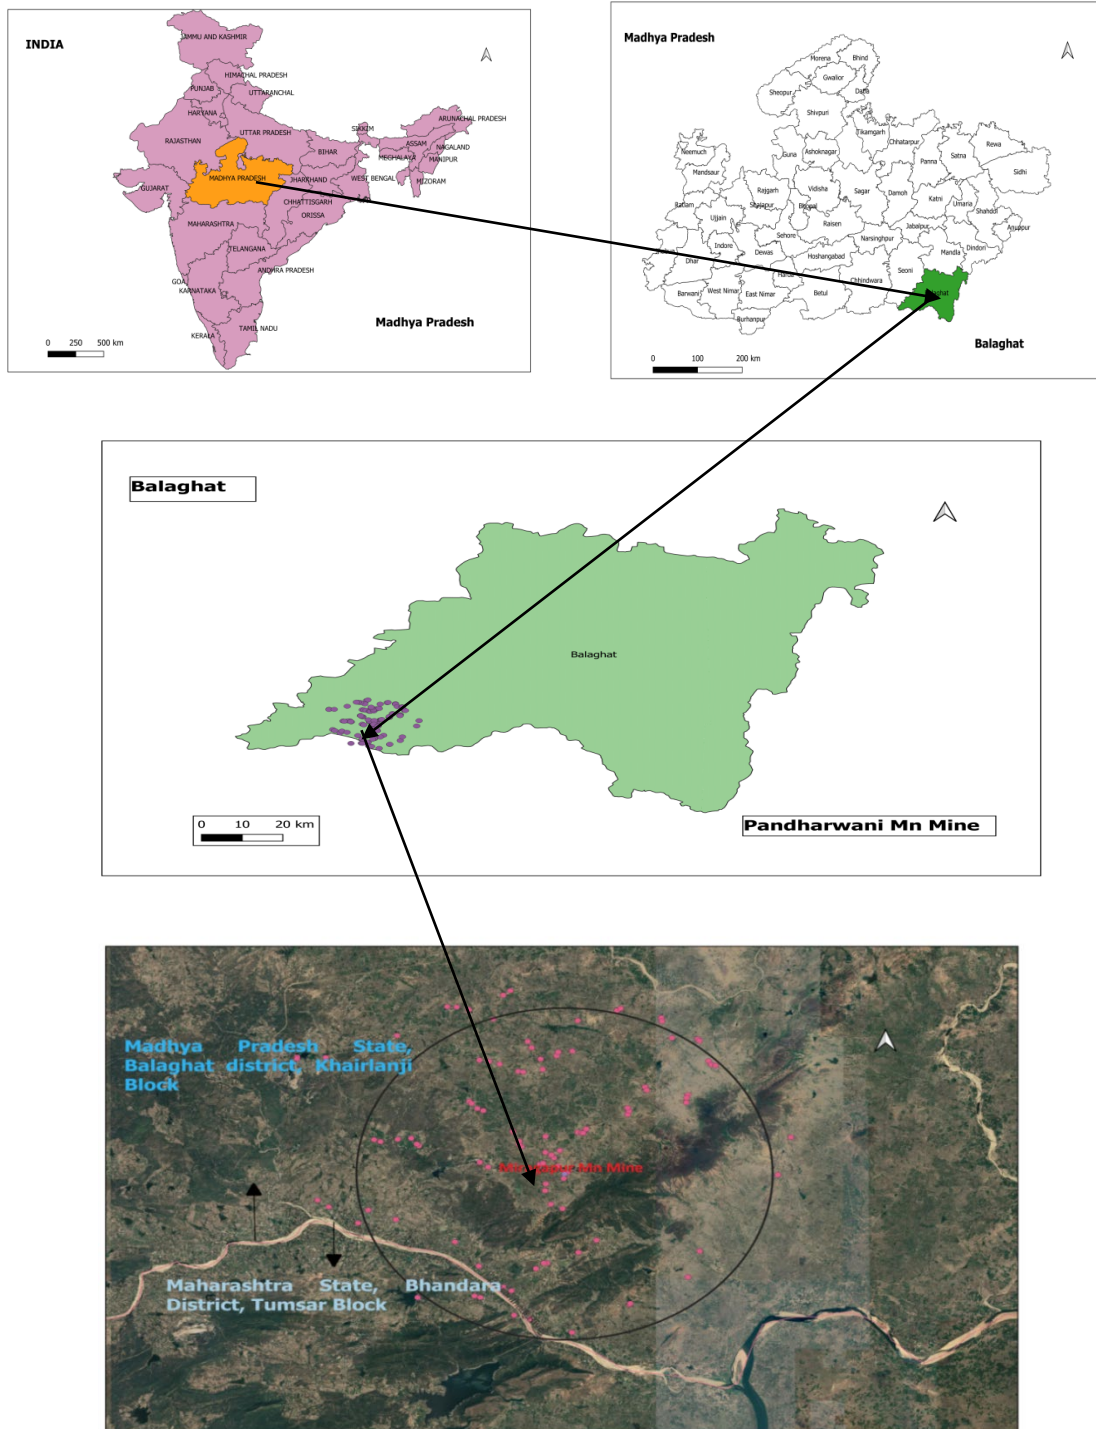 INDIA
JMMU AND KASHMIR
HIMACHAL PRADESH
PUNJAB
UTTARANCHAL
HARYANA
ARUNACHAL PRADESH
SIKKIM
UTTAR PRADESH
RAJASTHAN
ASSAM
NAGALAND
BIHAR
MEGHALAYA
MANIPUR
MADHYA PRADESH
JHARKHAND
WEST BENGAL
MIZORAM
GUJARAT
CHHATTISGARH
ORISSA
MAHARASHTRA
TELANGANA
ANDHRA PRADESH
GOA
KARNATAKA
TAMIL NADU
KERALA
Madhya Pradesh
0 250 500 km
Madhya Pradesh
Morena
Bhind
Gwalior
Sheopur
Datia
Shivpuri
Tikamgarh
Chhatarpur
Rewa
Neemuch
Guna
Ashoknagar
Panna
Satna
Mandsaur
Sidhi
Rajgarh
Vidisha
Sagar
Damoh
Katni
Umaria
Ratlam
Shajapur
Bhopal
Shahdol
Ujjain
Raisen
Jabalpur
Anuppur
Sehore
Narsinghpur
Indore
Dewas
Mandla
Dindori
Dhar
Hoshangabad
Seoni
Harda
Chhindwara
Barwani
West Nimar
East Nimar
Betul
Burhanpur
Balaghat
0 100 200 km
Balaghat
Balaghat
0 10 20 km
Pandharwani Mn Mine
Madhya Pradesh State,
Balaghat district, Khairlanji
Block
Mn Mine
Maharashtra State, Bhandara
District, Tumsar Block